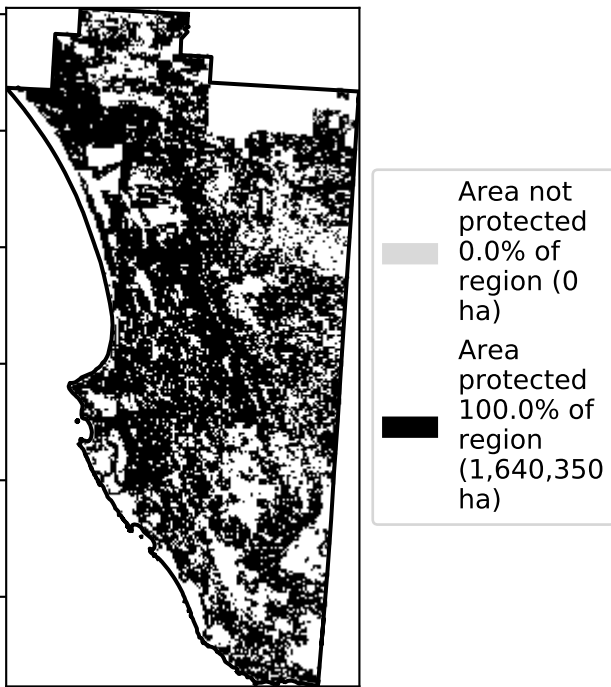 Area not
protected
0.0% of
region (0
ha)
Area
protected
100.0% of
region
(1,640,350
ha)